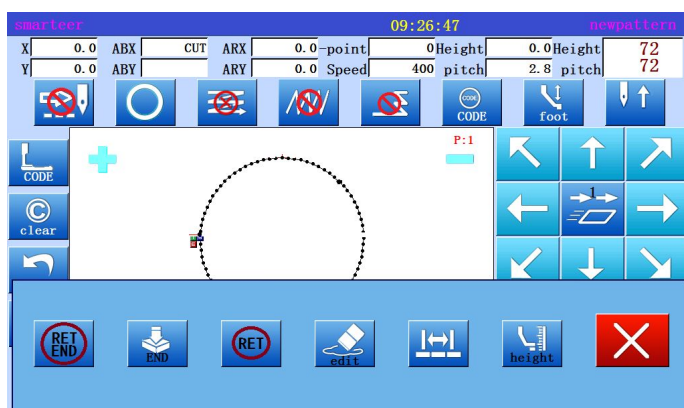 smarteer 09:26:47 newpattern
X 0.0 ABX CUT ARX 0.0 -point 0 Height 0.0 Height 72
Y 0.0 ABY ARY 0.0 Speed 400 pitch 2.8 pitch 72
CODE
CODE foot
P:1
CODE
1
C
clear
RET
END
END
RET
edit
height